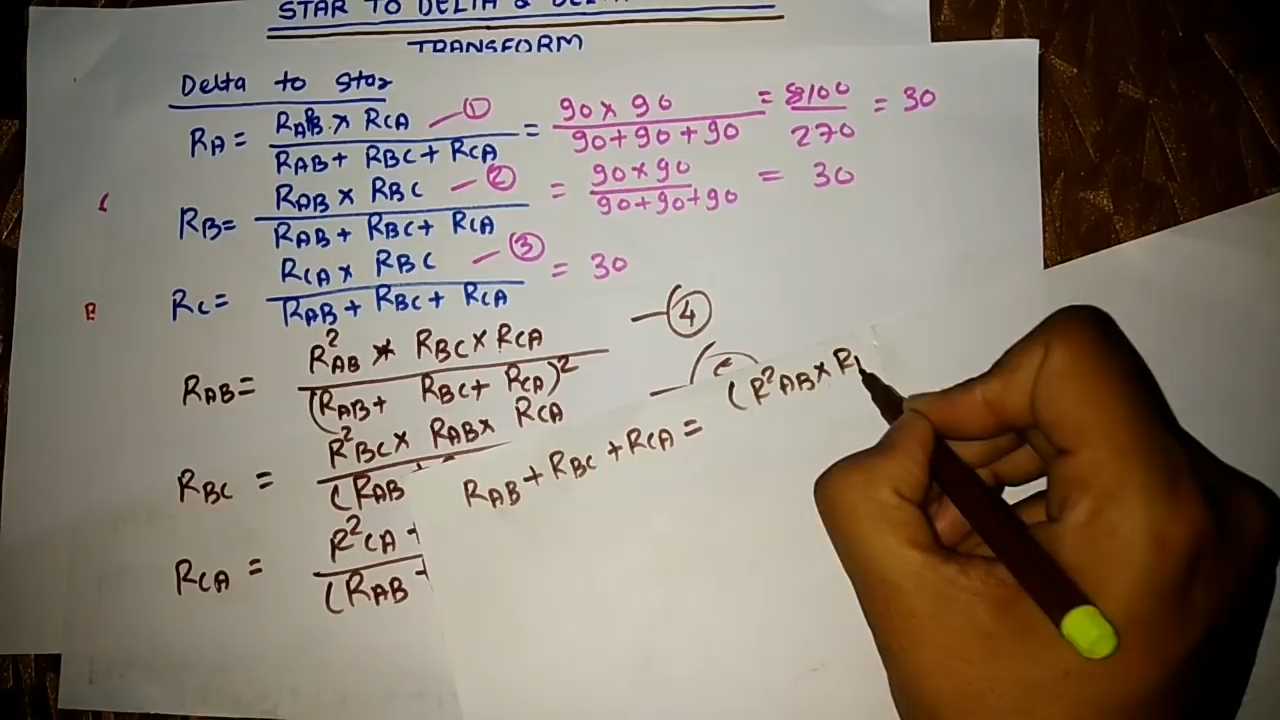 STAR TO DELTA &
TRANSFORM
Delta to Star
RA = RAB × RCA / RAB + RBC + RCA — ① = 90 × 90 / 90 + 90 + 90 = 8100 / 270 = 30
RB = RAB × RBC / RAB + RBC + RCA — ② = 90 × 90 / 90 + 90 + 90 = 30
RC = RCA × RBC / RAB + RBC + RCA — ③ = 30
RAB = R²AB × RBC × RCA / (RAB + RBC + RCA)² — ④
RBC = R²BC × RAB × RCA / (RAB +
RCA = R²CA + / (RAB +
RAB + RBC + RCA = (R²AB × R